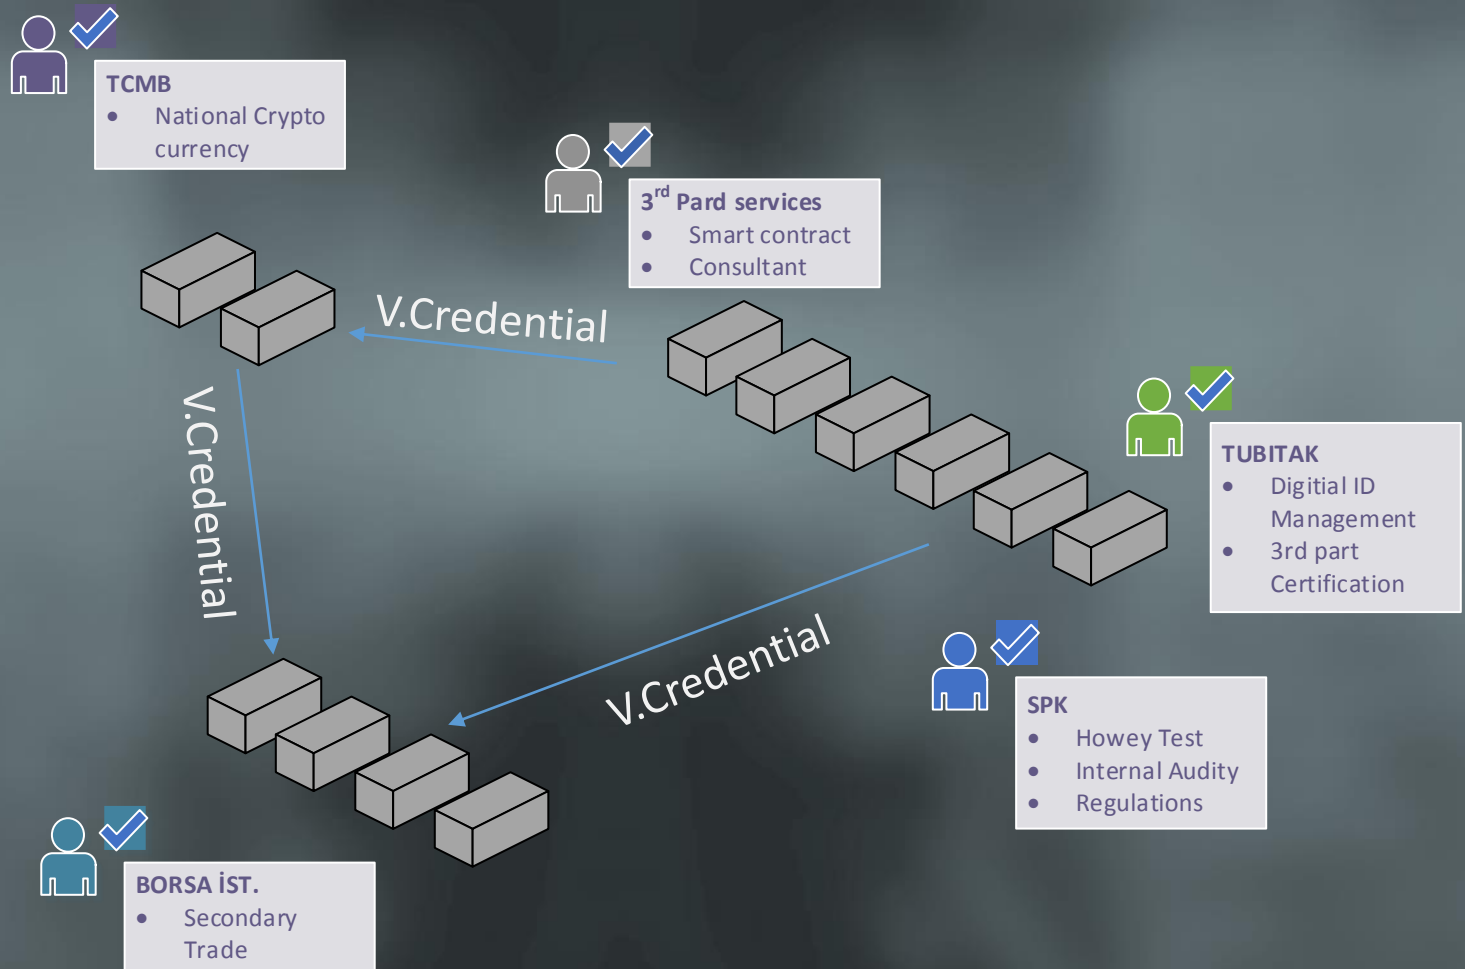 TCMB
• National Crypto
currency
3rd Pard services
• Smart contract
• Consultant
V.Credential
V.Credential
TUBITAK
• Digitial ID
Management
• 3rd part
Certification
V.Credential
SPK
• Howey Test
• Internal Audity
• Regulations
BORSA İST.
• Secondary
Trade